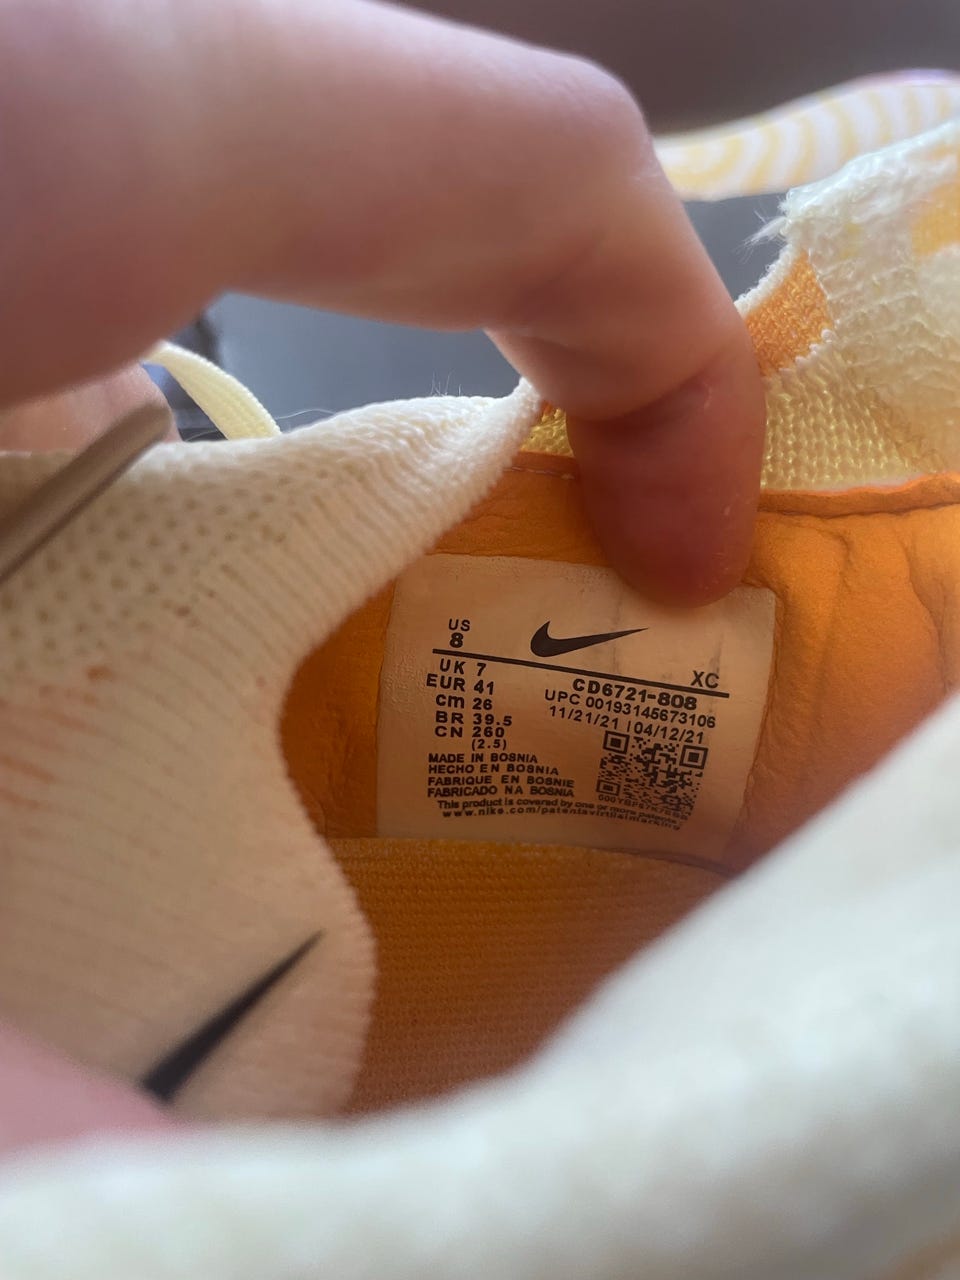 US
8
XC
UK 7
EUR 41
cm 26
BR 39.5
CN 260
(2.5)
CD6721-808
UPC 00193145673106
11/21/21 | 04/12/21
MADE IN BOSNIA
HECHO EN BOSNIA
FABRIQUE EN BOSNIE
FABRICADO NA BOSNIA
This product is covered by one or more patents